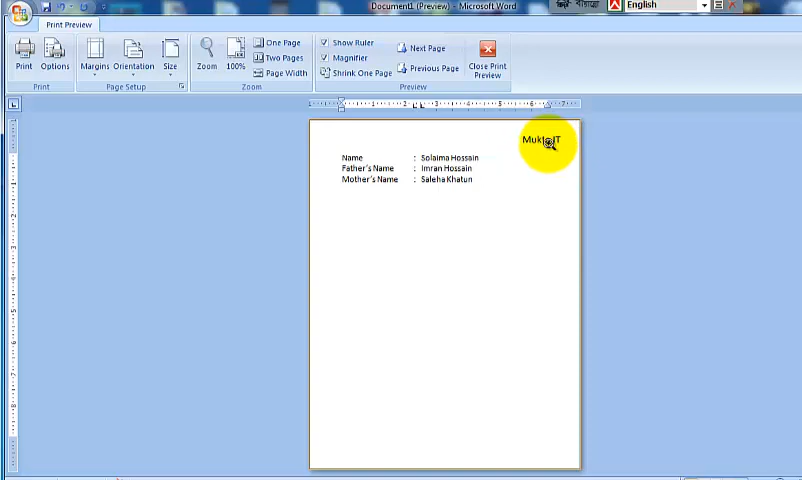 Document1 (Preview) - Microsoft Word
English
Print Preview
Print
Options
Margins
Orientation
Size
Zoom
100%
One Page
Two Pages
Page Width
Show Ruler
Magnifier
Shrink One Page
Next Page
Previous Page
Close Print
Preview
Print
Page Setup
Zoom
Preview
IT
Name : Solaima Hossain
Father's Name : Imran Hossain
Mother's Name : Saleha Khatun